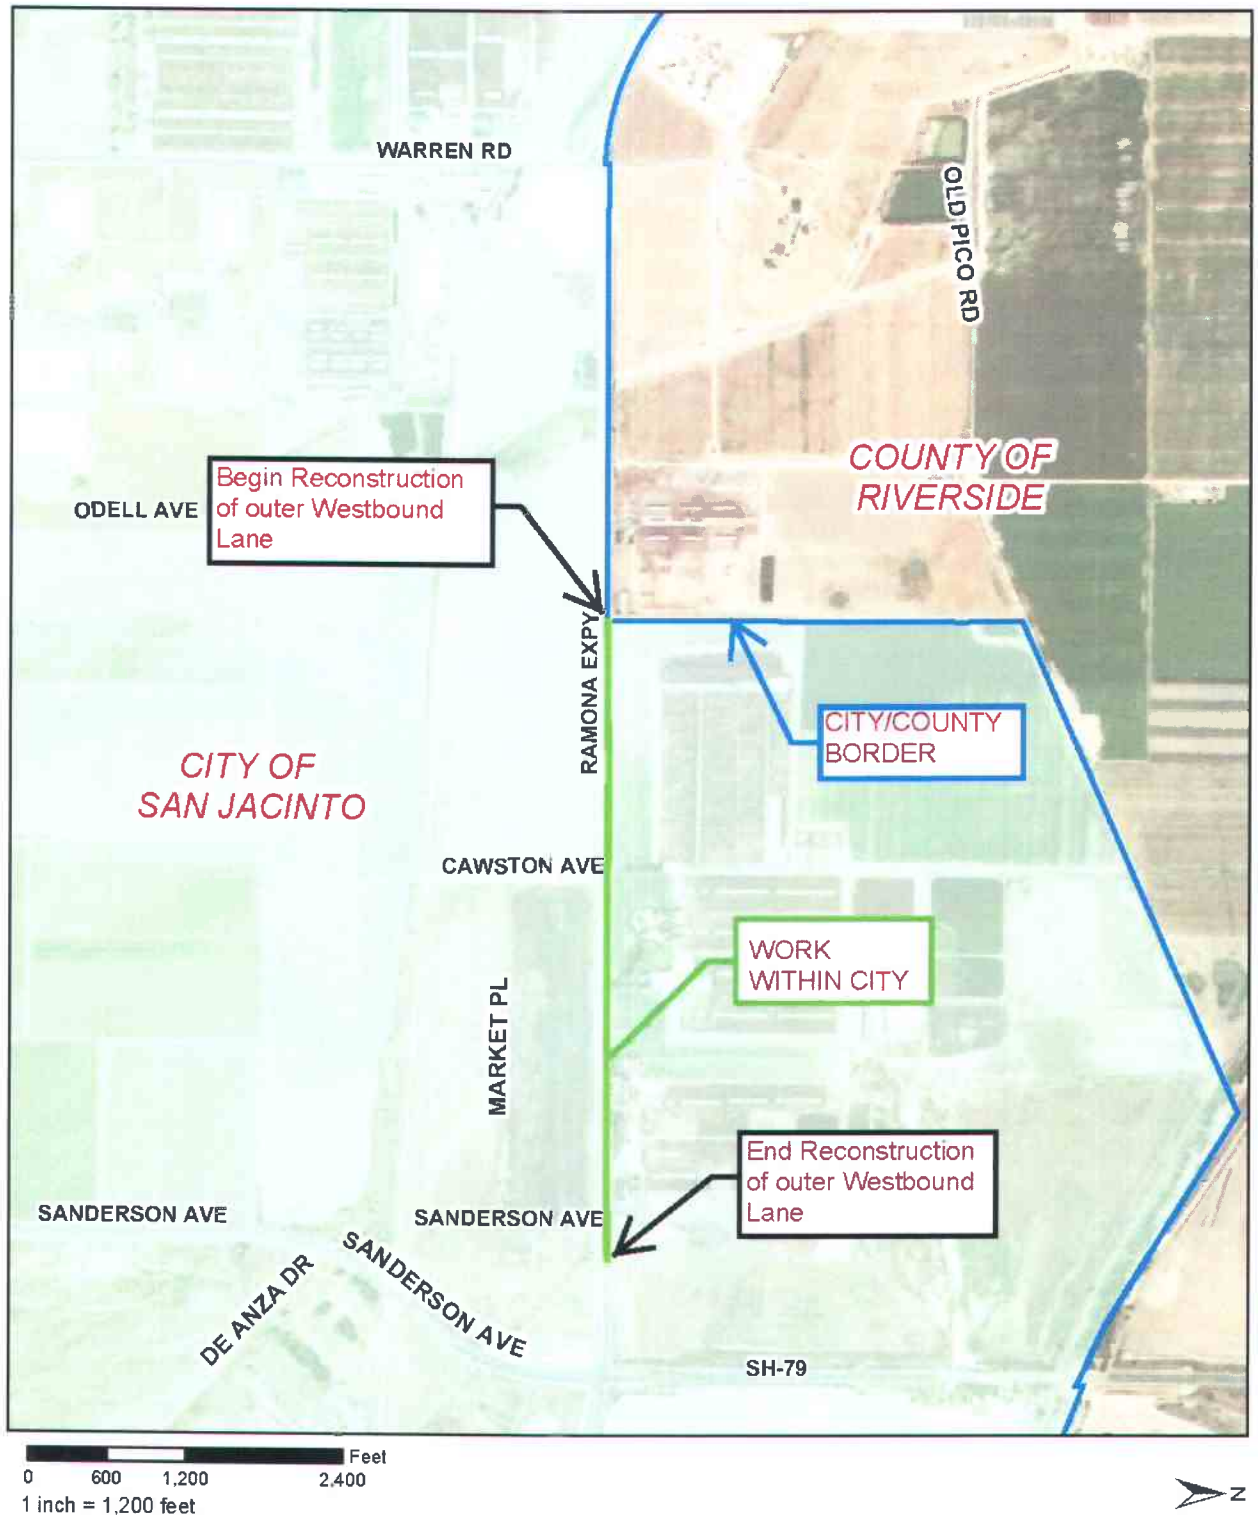 WARREN RD
OLD PICO RD
COUNTY OF
RIVERSIDE
ODELL AVE
Begin Reconstruction
of outer Westbound
Lane
RAMONA EXPY
CITY/COUNTY
BORDER
CITY OF
SAN JACINTO
CAWSTON AVE
WORK
WITHIN CITY
MARKET PL
End Reconstruction
of outer Westbound
Lane
SANDERSON AVE
SANDERSON AVE
SANDERSON AVE
DE ANZA DR
SH-79
Feet
0 600 1,200 2,400
1 inch = 1,200 feet
N